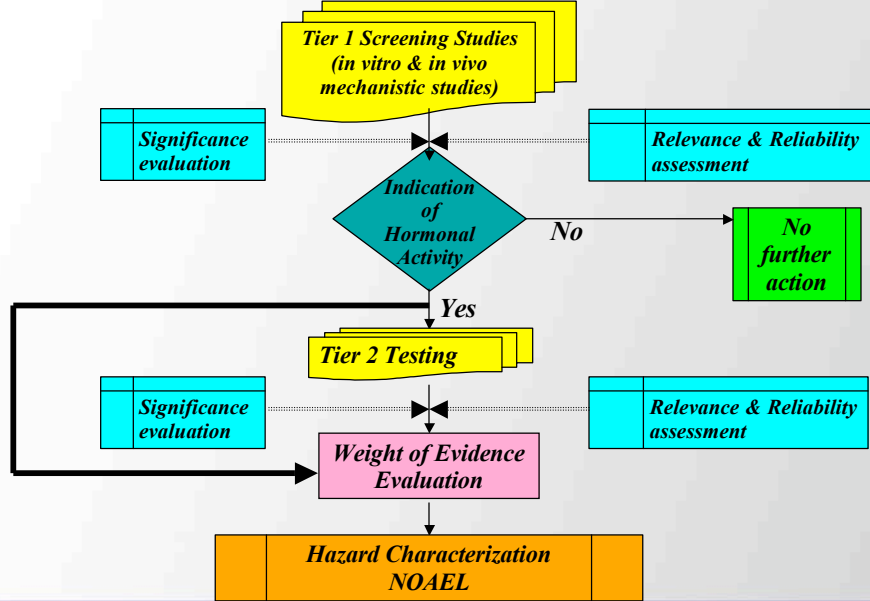 Tier 1 Screening Studies
(in vitro & in vivo
mechanistic studies)
Significance
evaluation
Relevance & Reliability
assessment
Indication
of
Hormonal
Activity
No
No
further
action
Yes
Tier 2 Testing
Significance
evaluation
Relevance & Reliability
assessment
Weight of Evidence
Evaluation
Hazard Characterization
NOAEL